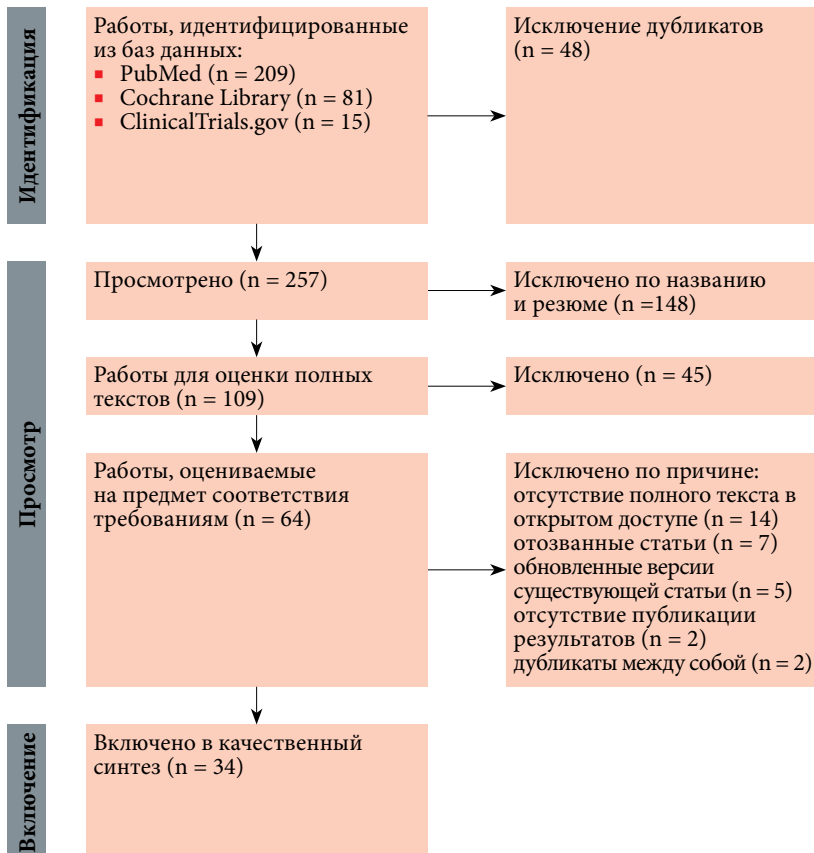 Идентификация
Работы, идентифицированные
из баз данных:
▪ PubMed (n = 209)
▪ Cochrane Library (n = 81)
▪ ClinicalTrials.gov (n = 15)
Исключение дубликатов
(n = 48)
Просмотр
Просмотрено (n = 257)
Исключено по названию
и резюме (n =148)
Работы для оценки полных
текстов (n = 109)
Исключено (n = 45)
Работы, оцениваемые
на предмет соответствия
требованиям (n = 64)
Исключено по причине:
отсутствие полного текста в
открытом доступе (n = 14)
отозванные статьи (n = 7)
обновленные версии
существующей статьи (n = 5)
отсутствие публикации
результатов (n = 2)
дубликаты между собой (n = 2)
Включение
Включено в качественный
синтез (n = 34)